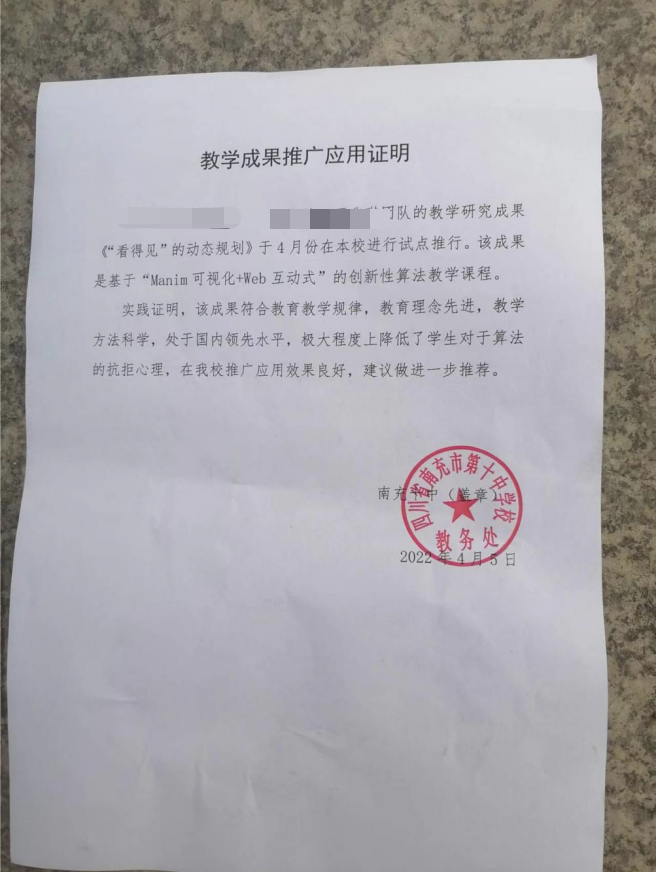 教学成果推广应用证明
队的教学研究成果
《“看得见”的动态规划》于4月份在本校进行试点推行。该成果
是基于“Manim可视化+Web互动式”的创新性算法教学课程。
实践证明，该成果符合教育教学规律，教育理念先进，教学
方法科学，处于国内领先水平，极大程度上降低了学生对于算法
的抗拒心理，在我校推广应用效果良好，建议做进一步推荐。
南充十中（盖章）
四川省南充市第十中学校
教务处
2022年4月5日